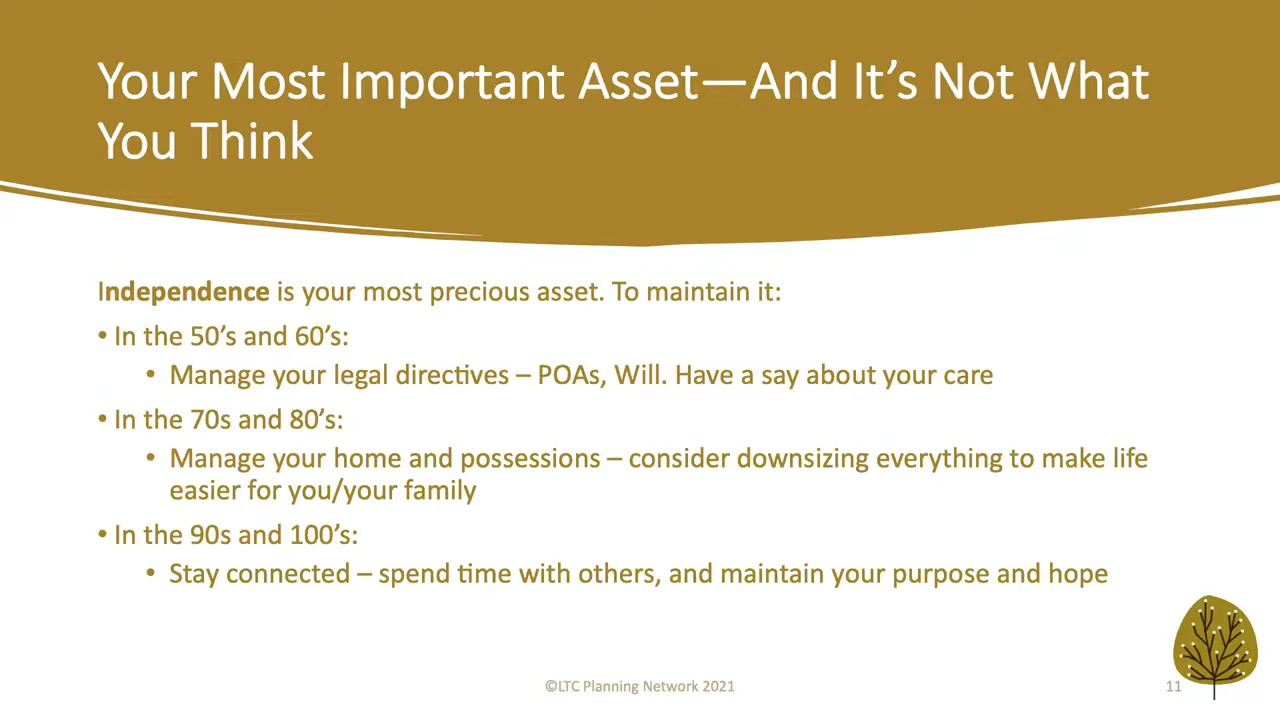 Your Most Important Asset—And It’s Not What
You Think
Independence is your most precious asset. To maintain it:
• In the 50’s and 60’s:
• Manage your legal directives – POAs, Will. Have a say about your care
• In the 70s and 80’s:
• Manage your home and possessions – consider downsizing everything to make life
easier for you/your family
• In the 90s and 100’s:
• Stay connected – spend time with others, and maintain your purpose and hope
©LTC Planning Network 2021
11